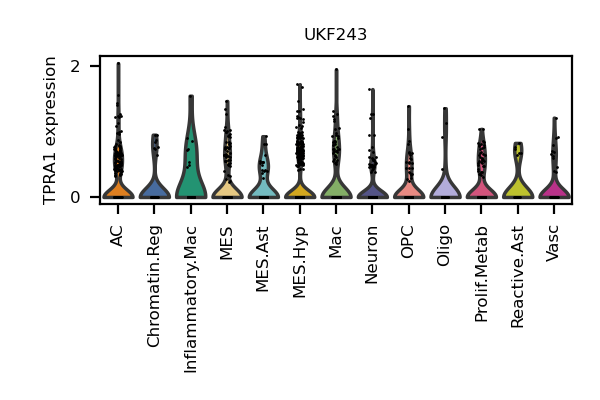 UKF243
TPRA1 expression
2
0
AC
Chromatin.Reg
Inflammatory.Mac
MES
MES.Ast
MES.Hyp
Mac
Neuron
OPC
Oligo
Prolif.Metab
Reactive.Ast
Vasc